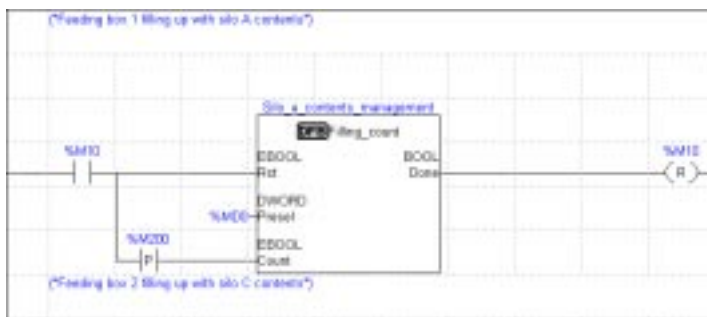 (*Feeding box 1 filling up with silo A contents*)
Silo_a_contents_management
DFB Filling_count
%M10
EBOOL
BOOL
%M10
Rst
Done
R
DWORD
%MD0
Preset
%M200
EBOOL
P
Count
(*Feeding box 2 filling up with silo C contents*)